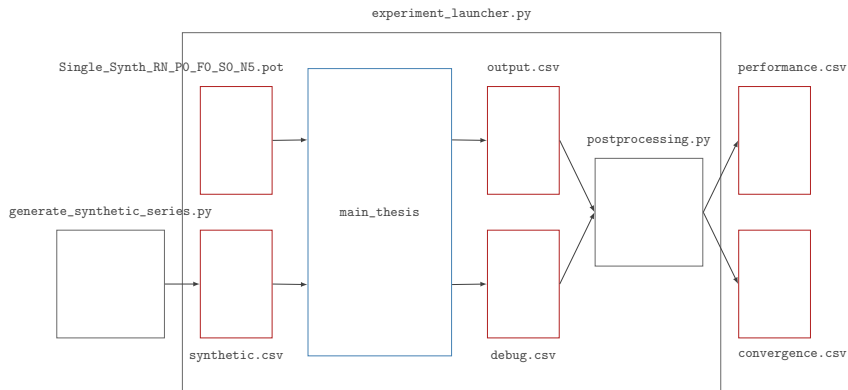 experiment_launcher.py
Single_Synth_RN_P0_F0_S0_N5.pot
output.csv
performance.csv
postprocessing.py
generate_synthetic_series.py
main_thesis
synthetic.csv
debug.csv
convergence.csv